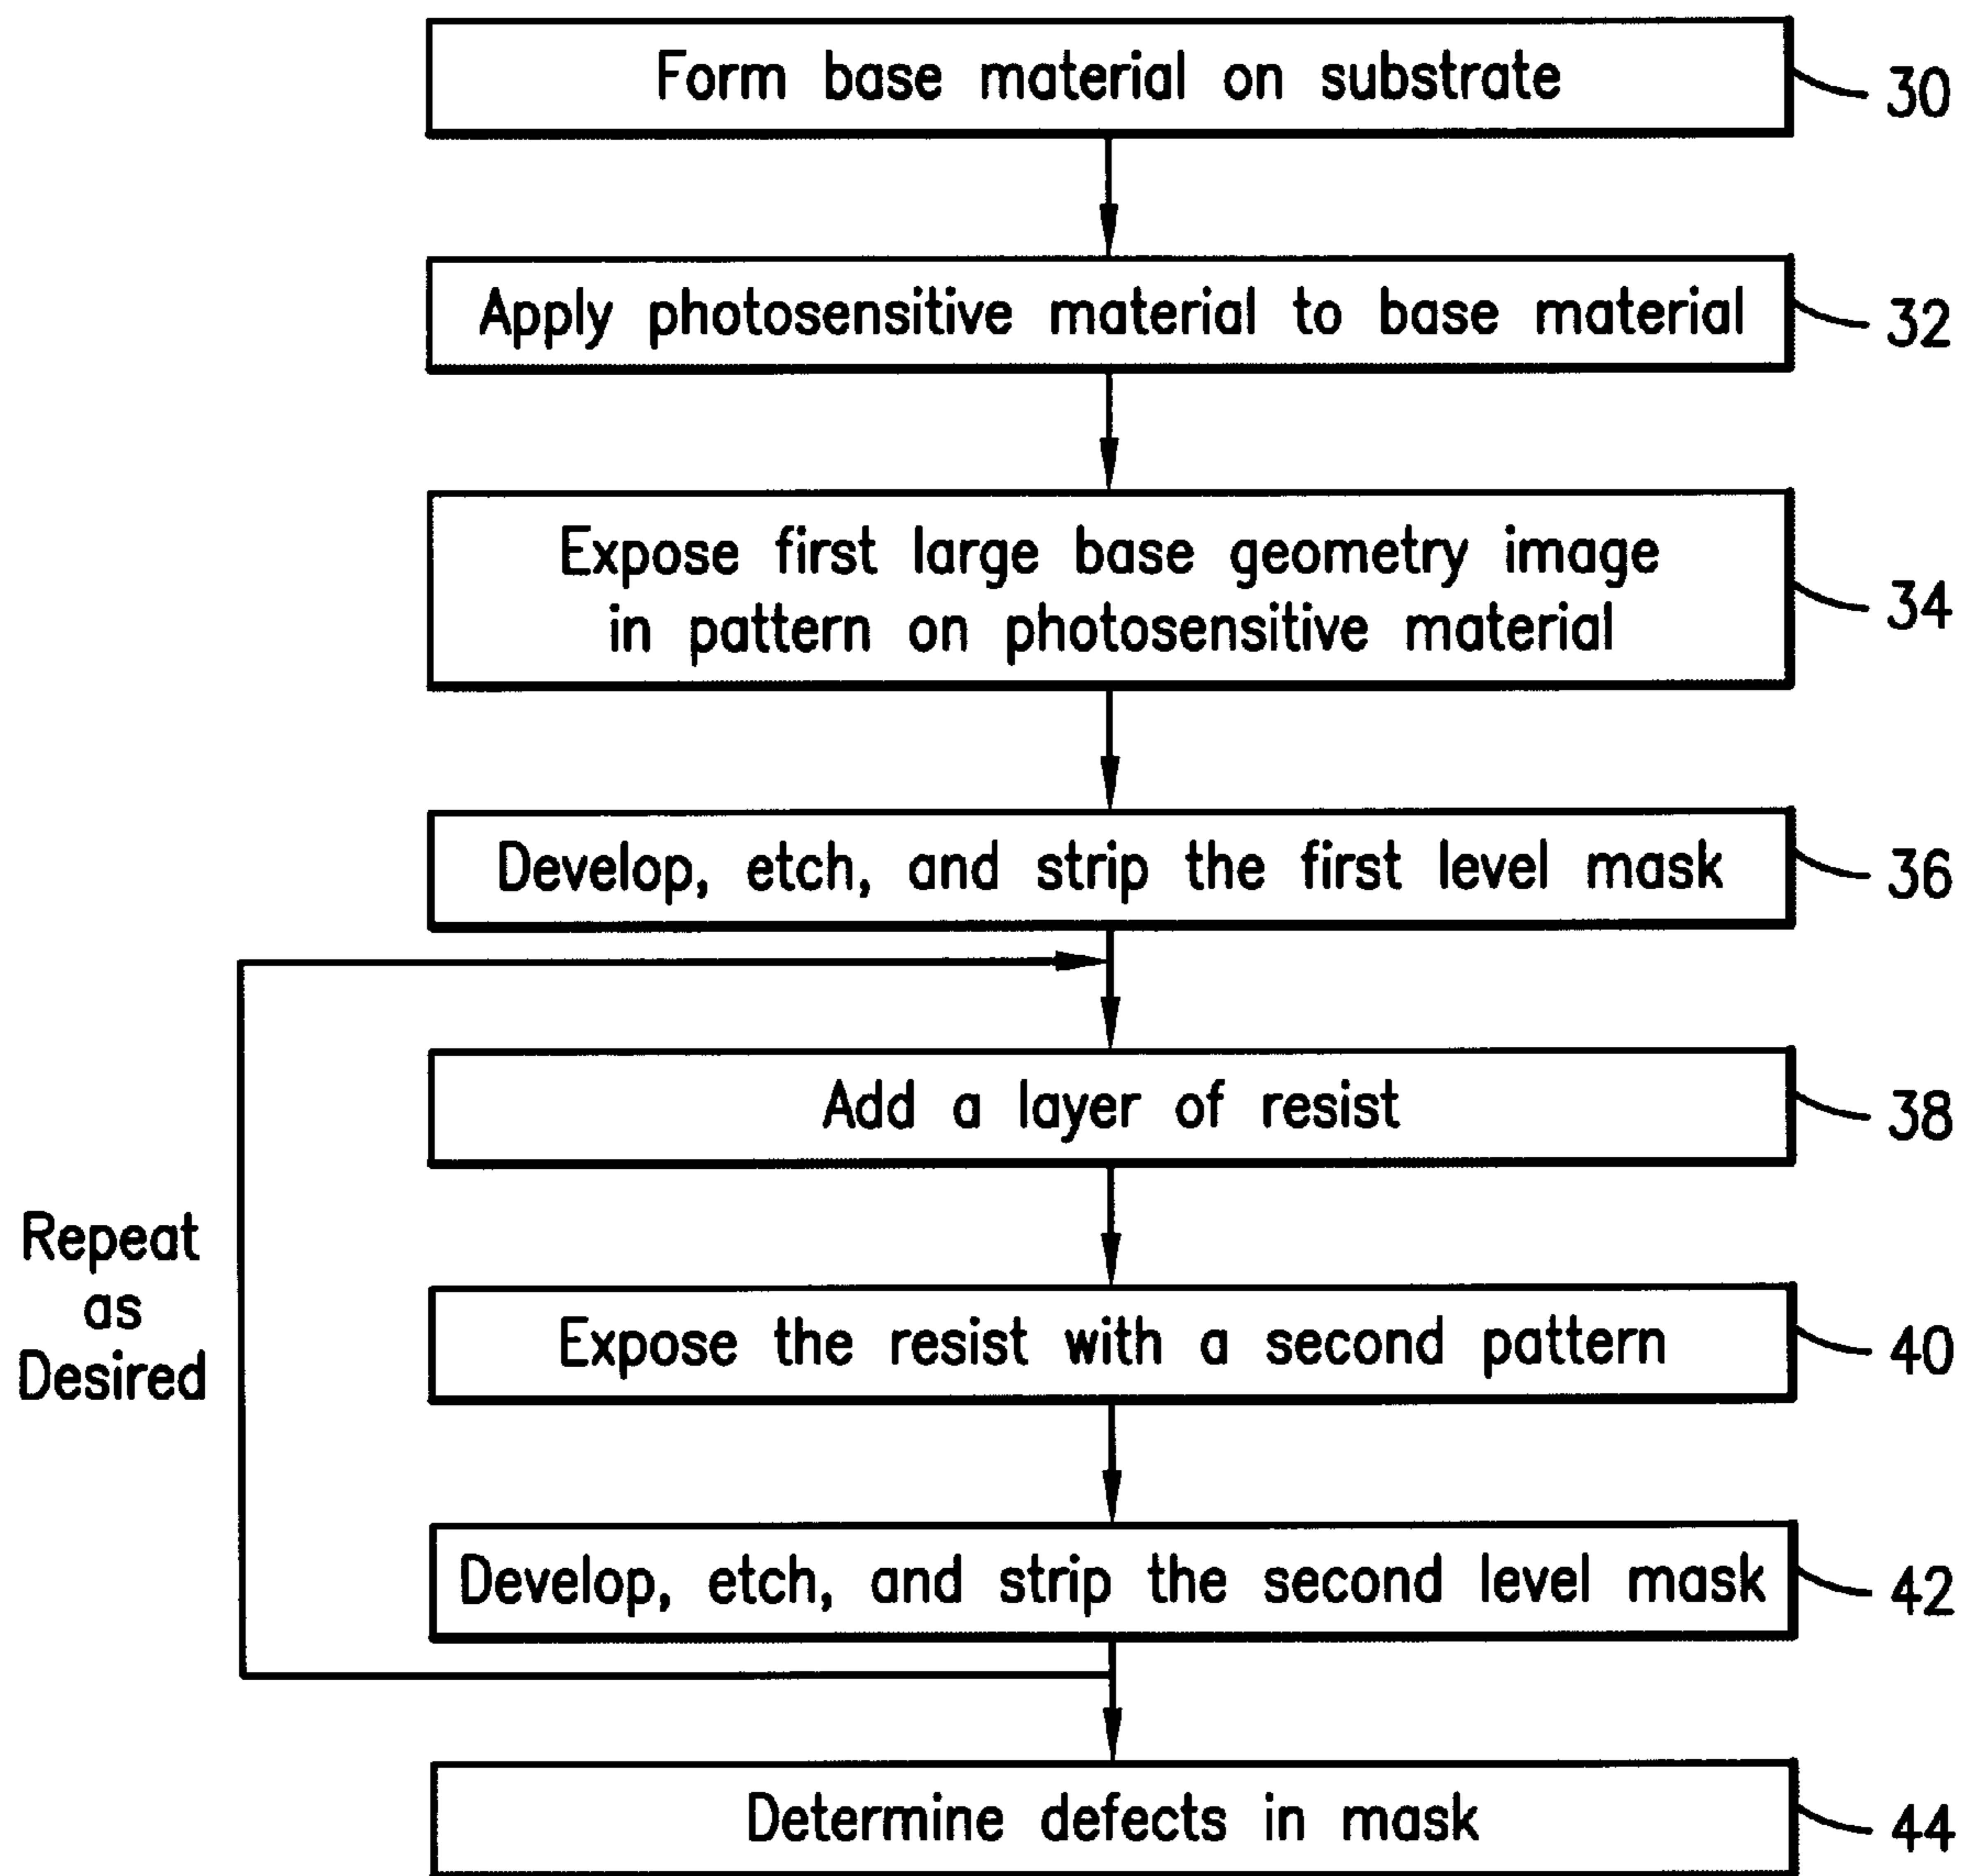 Form base material on substrate
30
Apply photosensitive material to base material
32
Expose first large base geometry image
in pattern on photosensitive material
34
Develop, etch, and strip the first level mask
36
Add a layer of resist
38
Repeat
as
Desired
Expose the resist with a second pattern
40
Develop, etch, and strip the second level mask
42
Determine defects in mask
44